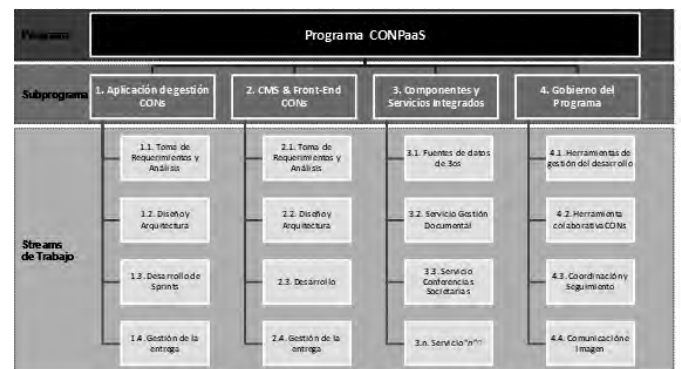 Programa
Programa CONPaaS
Subprograma
1. Aplicación de gestión
CONs
2. CMS & Front-End
CONs
3. Componentes y
Servicios Integrados
4. Gobierno del
Programa
Streams
de Trabajo
1.1. Toma de
Requerimientos y
Análisis
1.2. Diseño y
Arquitectura
1.3. Desarrollo de
Sprints
1.4. Gestión de la
entrega
2.1. Toma de
Requerimientos y
Análisis
2.2. Diseño y
Arquitectura
2.3. Desarrollo
2.4. Gestión de la
entrega
3.1. Fuentes de datos
de 3os
3.2. Servicio Gestión
Documental
3.3. Servicio
Conferencias
Societarias
3.n. Servicio "n"
4.1. Herramientas de
gestión del desarrollo
4.2. Herramienta
colaborativa CONs
4.3. Coordinación y
Seguimiento
4.4. Comunicación e
Imagen